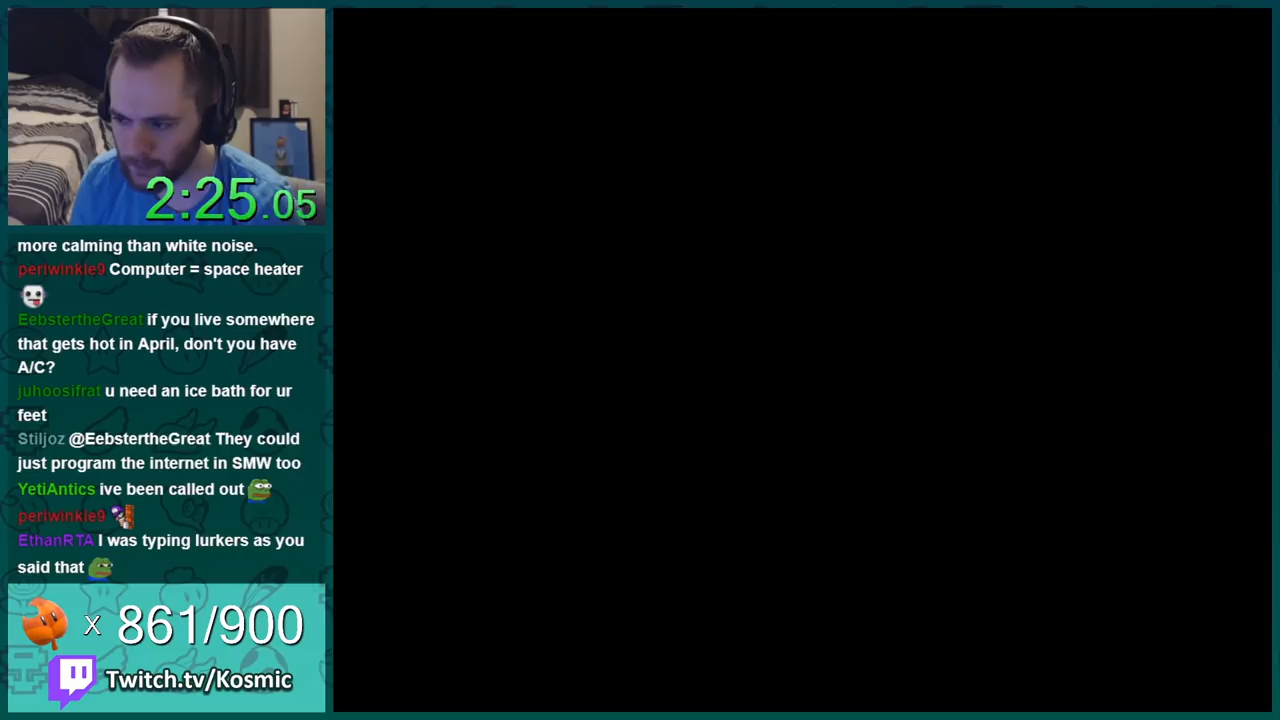 2:25.05
more calming than white noise.
periwinkle9 Computer = space heater
EebstertheGreat if you live somewhere
that gets hot in April, don't you have
A/C?
juhoosifrat u need an ice bath for ur
feet
Stiljoz @EebstertheGreat They could
just program the internet in SMW too
YetiAntics ive been called out
periwinkle9
EthanRTA I was typing lurkers as you
said that
x 861/900
Twitch.tv/Kosmic